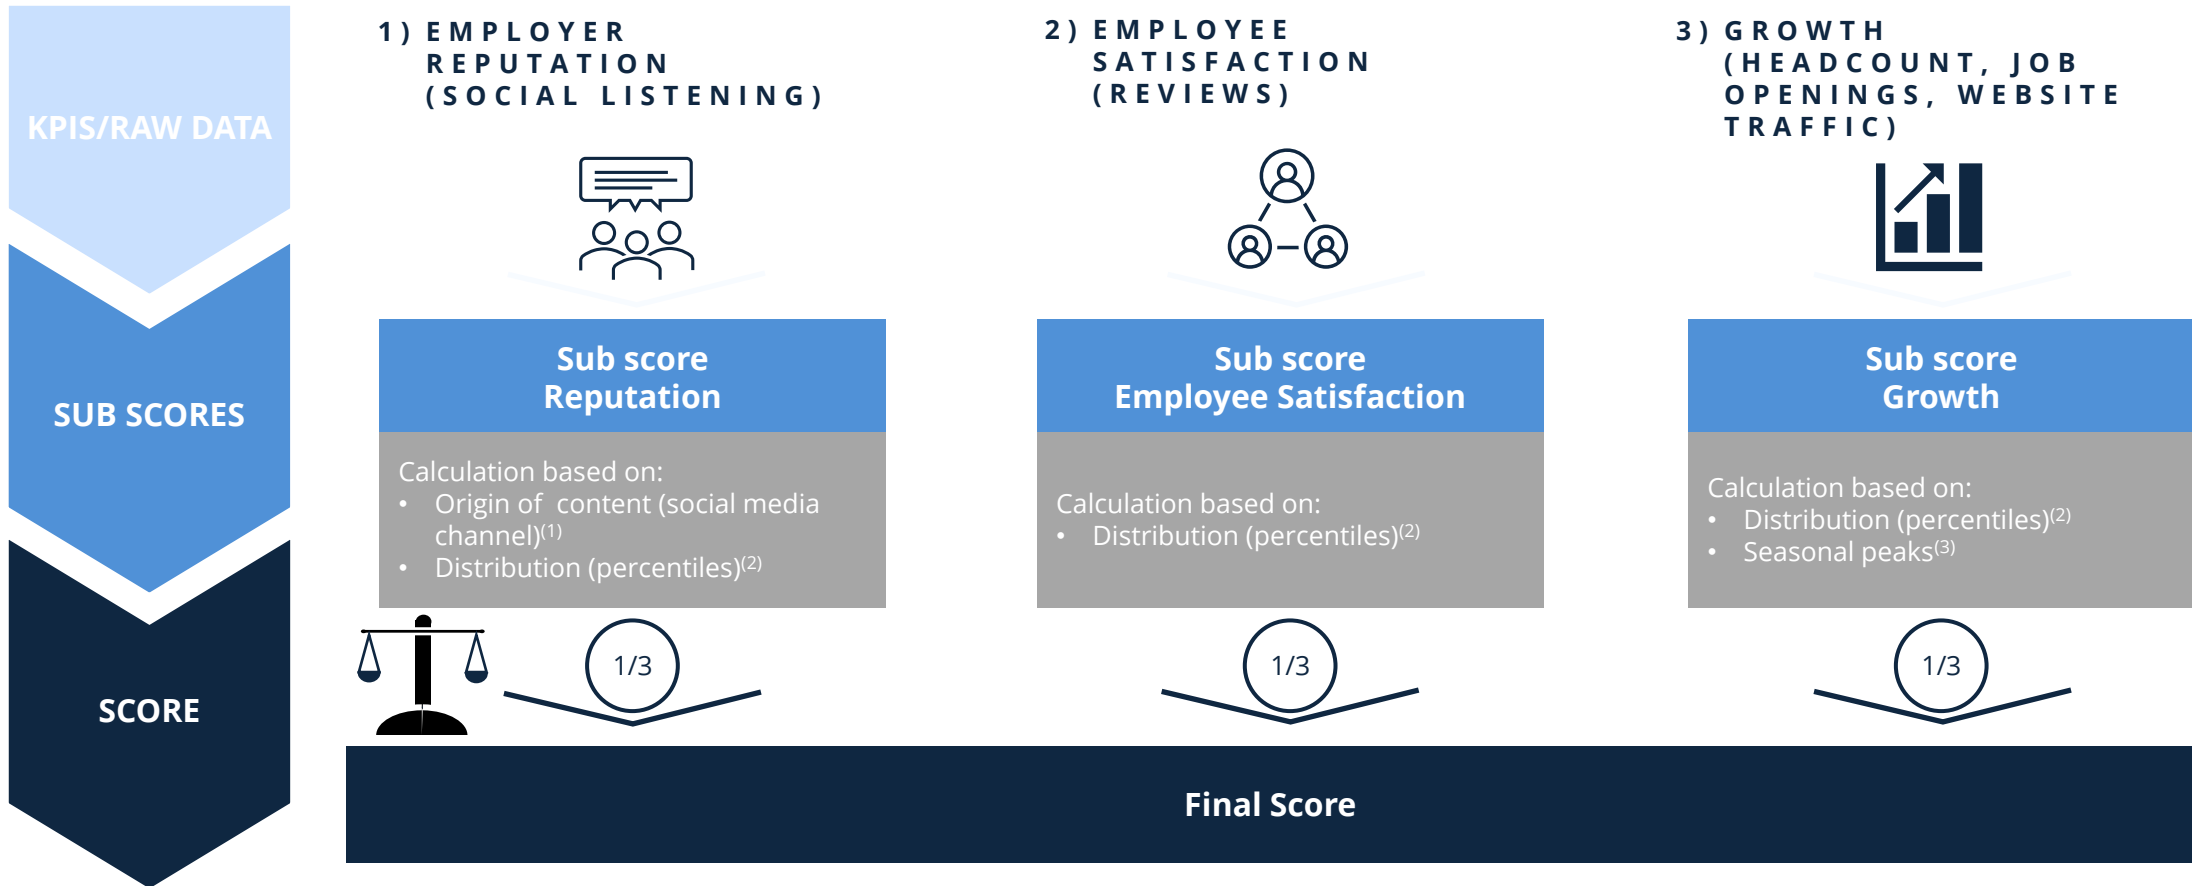 KPIS/RAW DATA
1) EMPLOYER
REPUTATION
(SOCIAL LISTENING)
2) EMPLOYEE
SATISFACTION
(REVIEWS)
3) GROWTH
(HEADCOUNT, JOB
OPENINGS, WEBSITE
TRAFFIC)
SUB SCORES
Sub score
Reputation
Calculation based on:
• Origin of  content (social media
channel)(1)
• Distribution (percentiles)(2)
Sub score
Employee Satisfaction
Calculation based on:
• Distribution (percentiles)(2)
Sub score
Growth
Calculation based on:
• Distribution (percentiles)(2)
• Seasonal peaks(3)
SCORE
1/3
1/3
1/3
Final Score